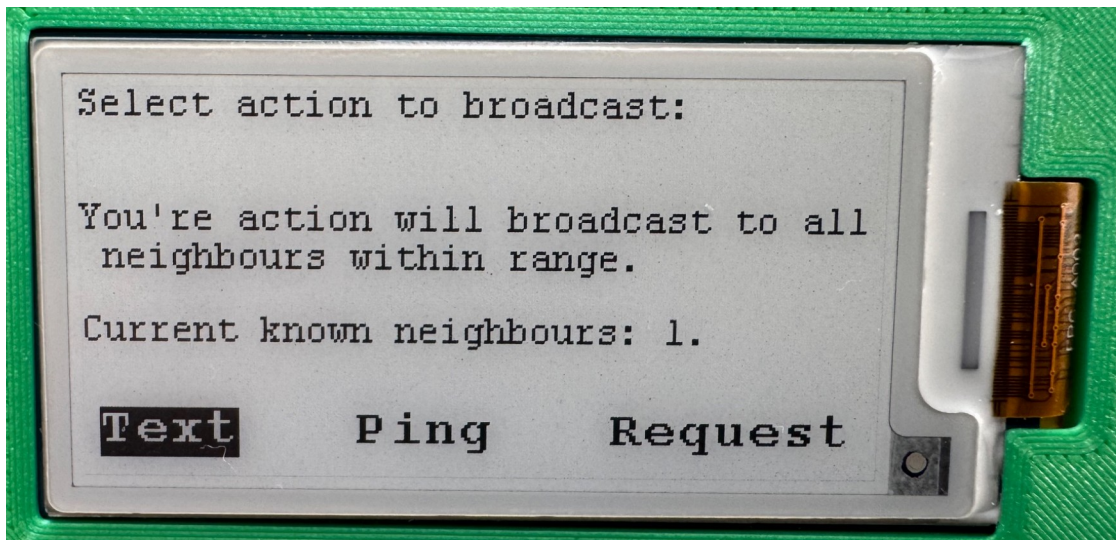 Select action to broadcast:
You're action will broadcast to all
neighbours within range.
Current known neighbours: 1.
Text Ping Request